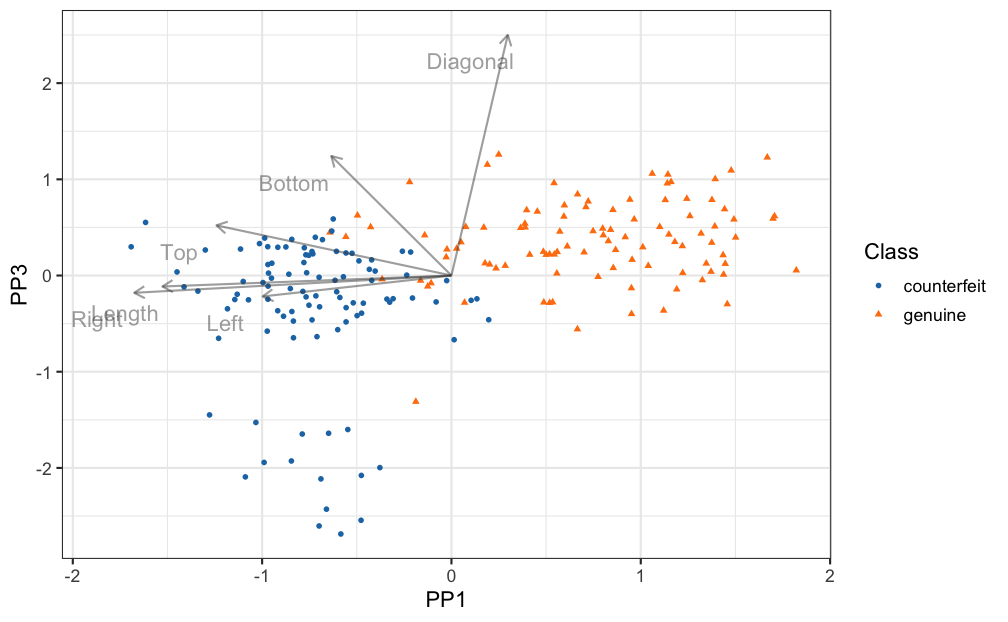 Diagonal
Bottom
Top
Length
Right
Left
2
1
0
-1
-2
PP3
-2
-1
0
1
2
PP1
Class
counterfeit
genuine